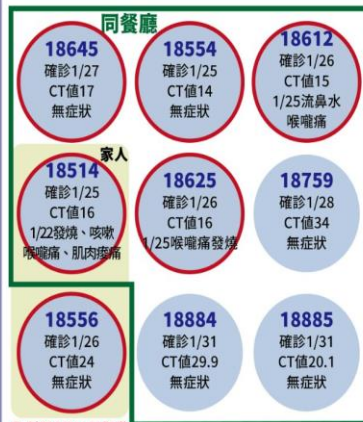 同餐廳
18645
確診1/27
CT值17
無症狀
18554
確診1/25
CT值14
無症狀
18612
確診1/26
CT值15
1/25流鼻水
喉嚨痛
家人
18514
確診1/25
CT值16
1/22發燒、咳嗽
喉嚨痛、肌肉痠痛
18625
確診1/26
CT值16
1/25喉嚨痛發燒
18759
確診1/28
CT值34
無症狀
18556
確診1/26
CT值24
無症狀
18884
確診1/31
CT值29.9
無症狀
18885
確診1/31
CT值20.1
無症狀